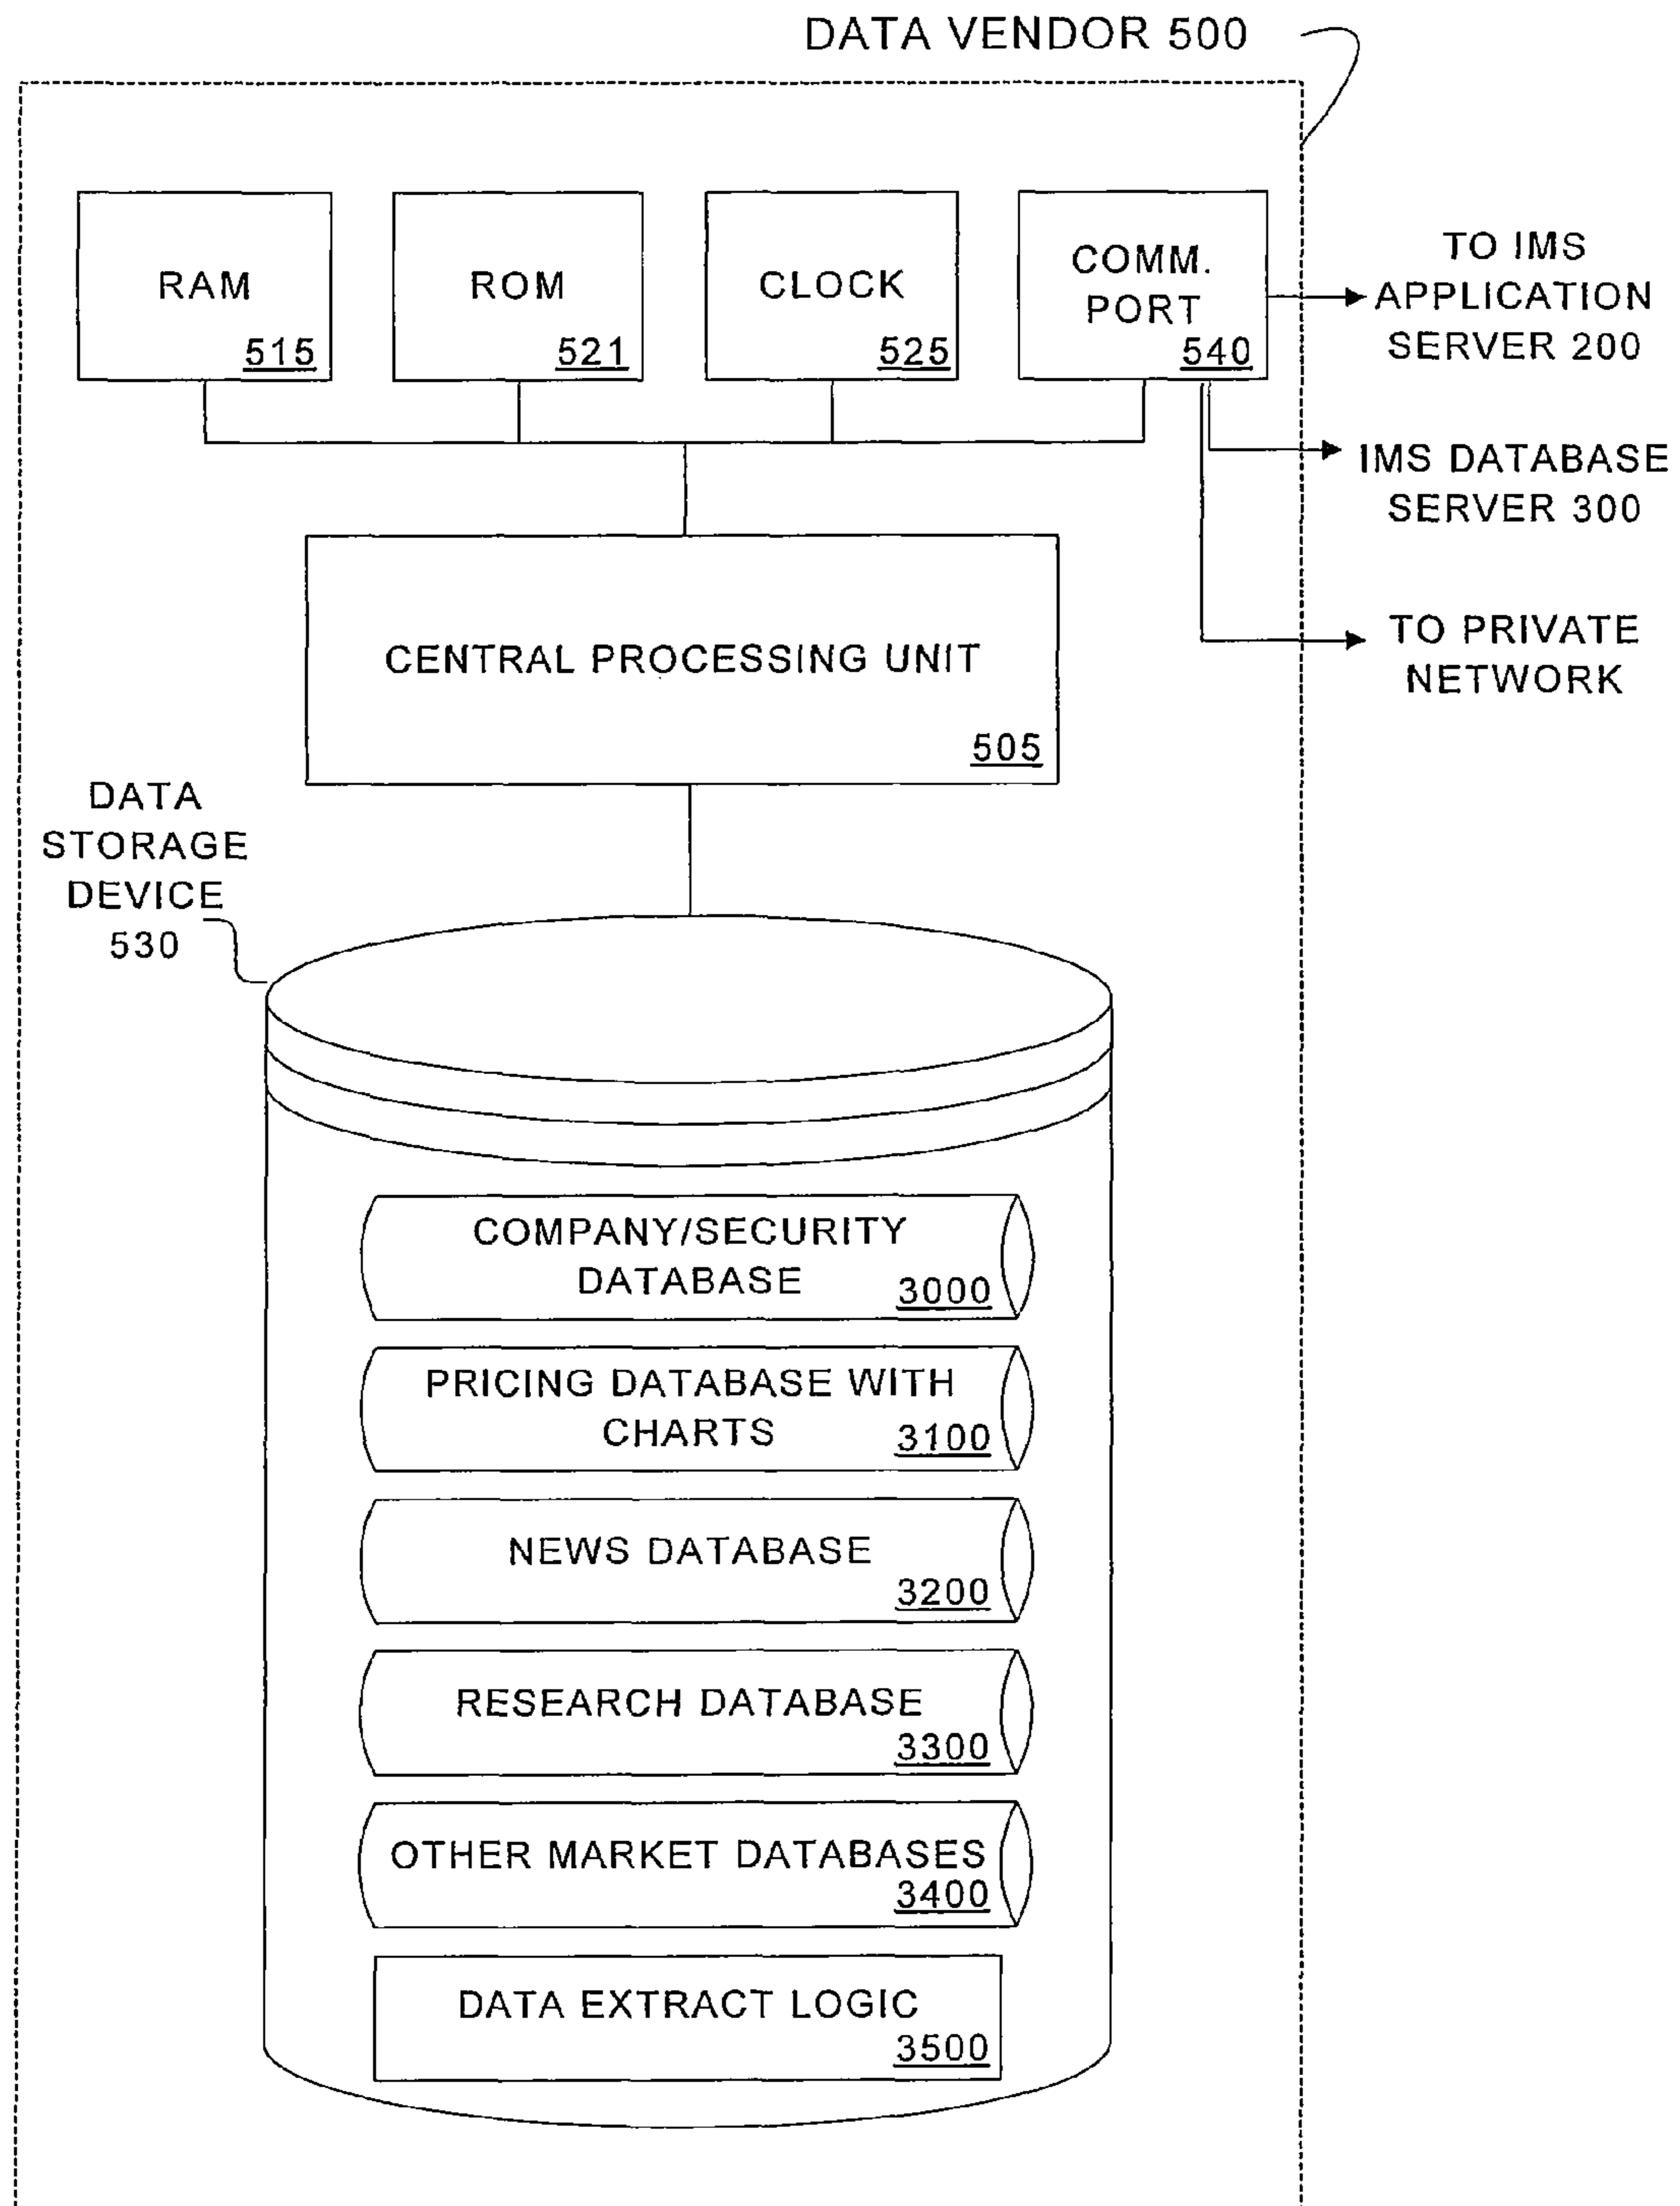 DATA VENDOR 500
RAM
515
ROM
521
CLOCK
525
COMM.
PORT
540
TO IMS
APPLICATION
SERVER 200
IMS DATABASE
SERVER 300
TO PRIVATE
NETWORK
CENTRAL PROCESSING UNIT
505
DATA
STORAGE
DEVICE
530
COMPANY/SECURITY
DATABASE
3000
PRICING DATABASE WITH
CHARTS
3100
NEWS DATABASE
3200
RESEARCH DATABASE
3300
OTHER MARKET DATABASES
3400
DATA EXTRACT LOGIC
3500